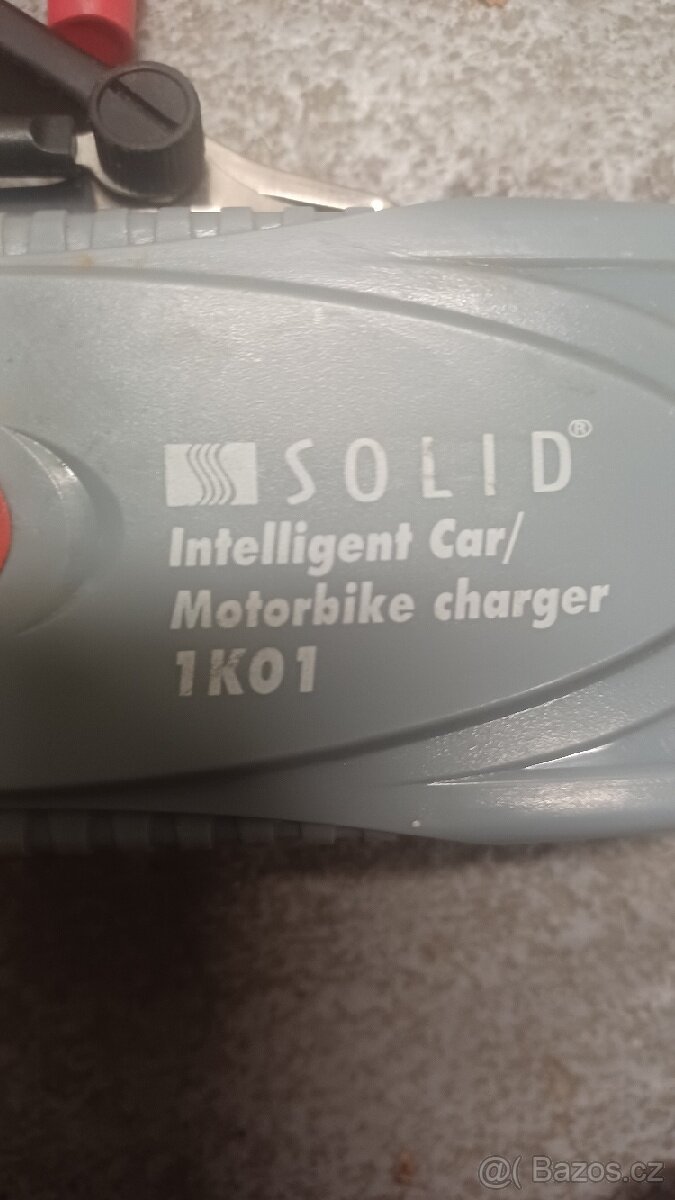 SOLID®
Intelligent Car/
Motorbike charger
1K01
@( Bazos.cz